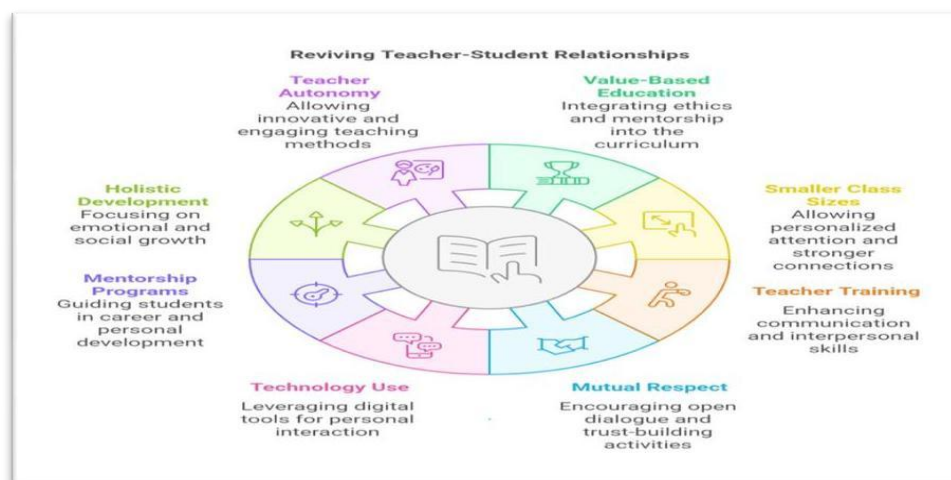 Reviving Teacher-Student Relationships
Teacher
Autonomy
Allowing
innovative and
engaging teaching
methods
Value-Based
Education
Integrating ethics
and mentorship
into the
curriculum
Holistic
Development
Focusing on
emotional and
social growth
Smaller Class
Sizes
Allowing
personalized
attention and
stronger
connections
Mentorship
Programs
Guiding students
in career and
personal
development
Teacher Training
Enhancing
communication
and interpersonal
skills
Technology Use
Leveraging digital
tools for personal
interaction
Mutual Respect
Encouraging open
dialogue and
trust-building
activities